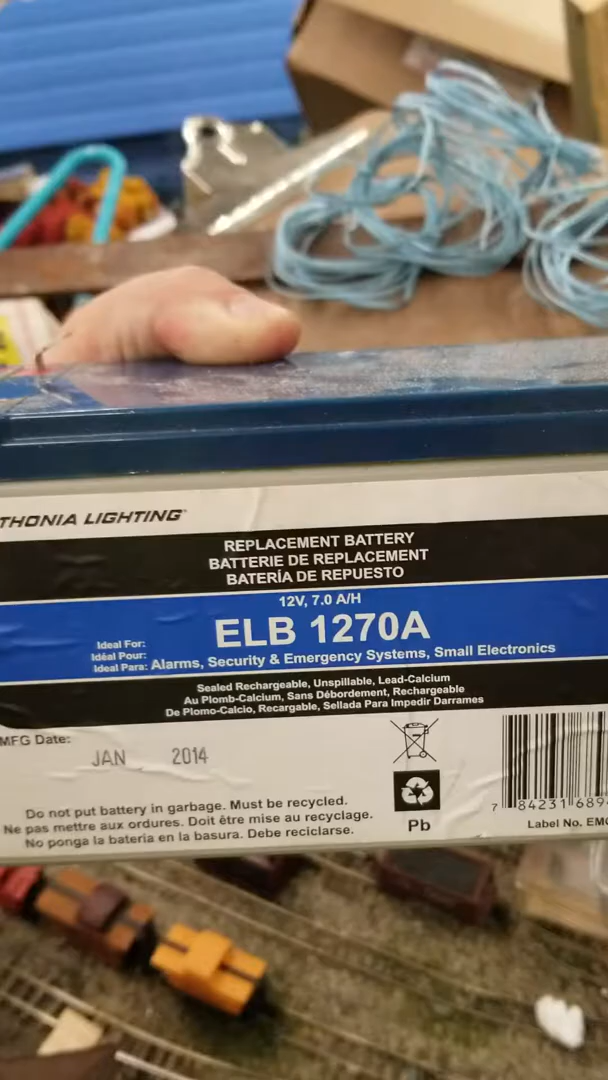 THONIA LIGHTING
REPLACEMENT BATTERY
BATTERIE DE REPLACEMENT
BATERÍA DE REPUESTO
12V, 7.0 A/H
ELB 1270A
Ideal For:
Idéal Pour:
Ideal Para: Alarms, Security & Emergency Systems, Small Electronics
Sealed Rechargeable, Unspillable, Lead-Calcium
Au Plomb-Calcium, Sans Débordement, Rechargeable
De Plomo-Calcio, Recargable, Sellada Para Impedir Darrames
MFG Date:
JAN 2014
Do not put battery in garbage. Must be recycled.
Ne pas mettre aux ordures. Doit être mise au recyclage.
No ponga la bateria en la basura. Debe reciclarse.
Pb
7 84231 689
Label No. EM